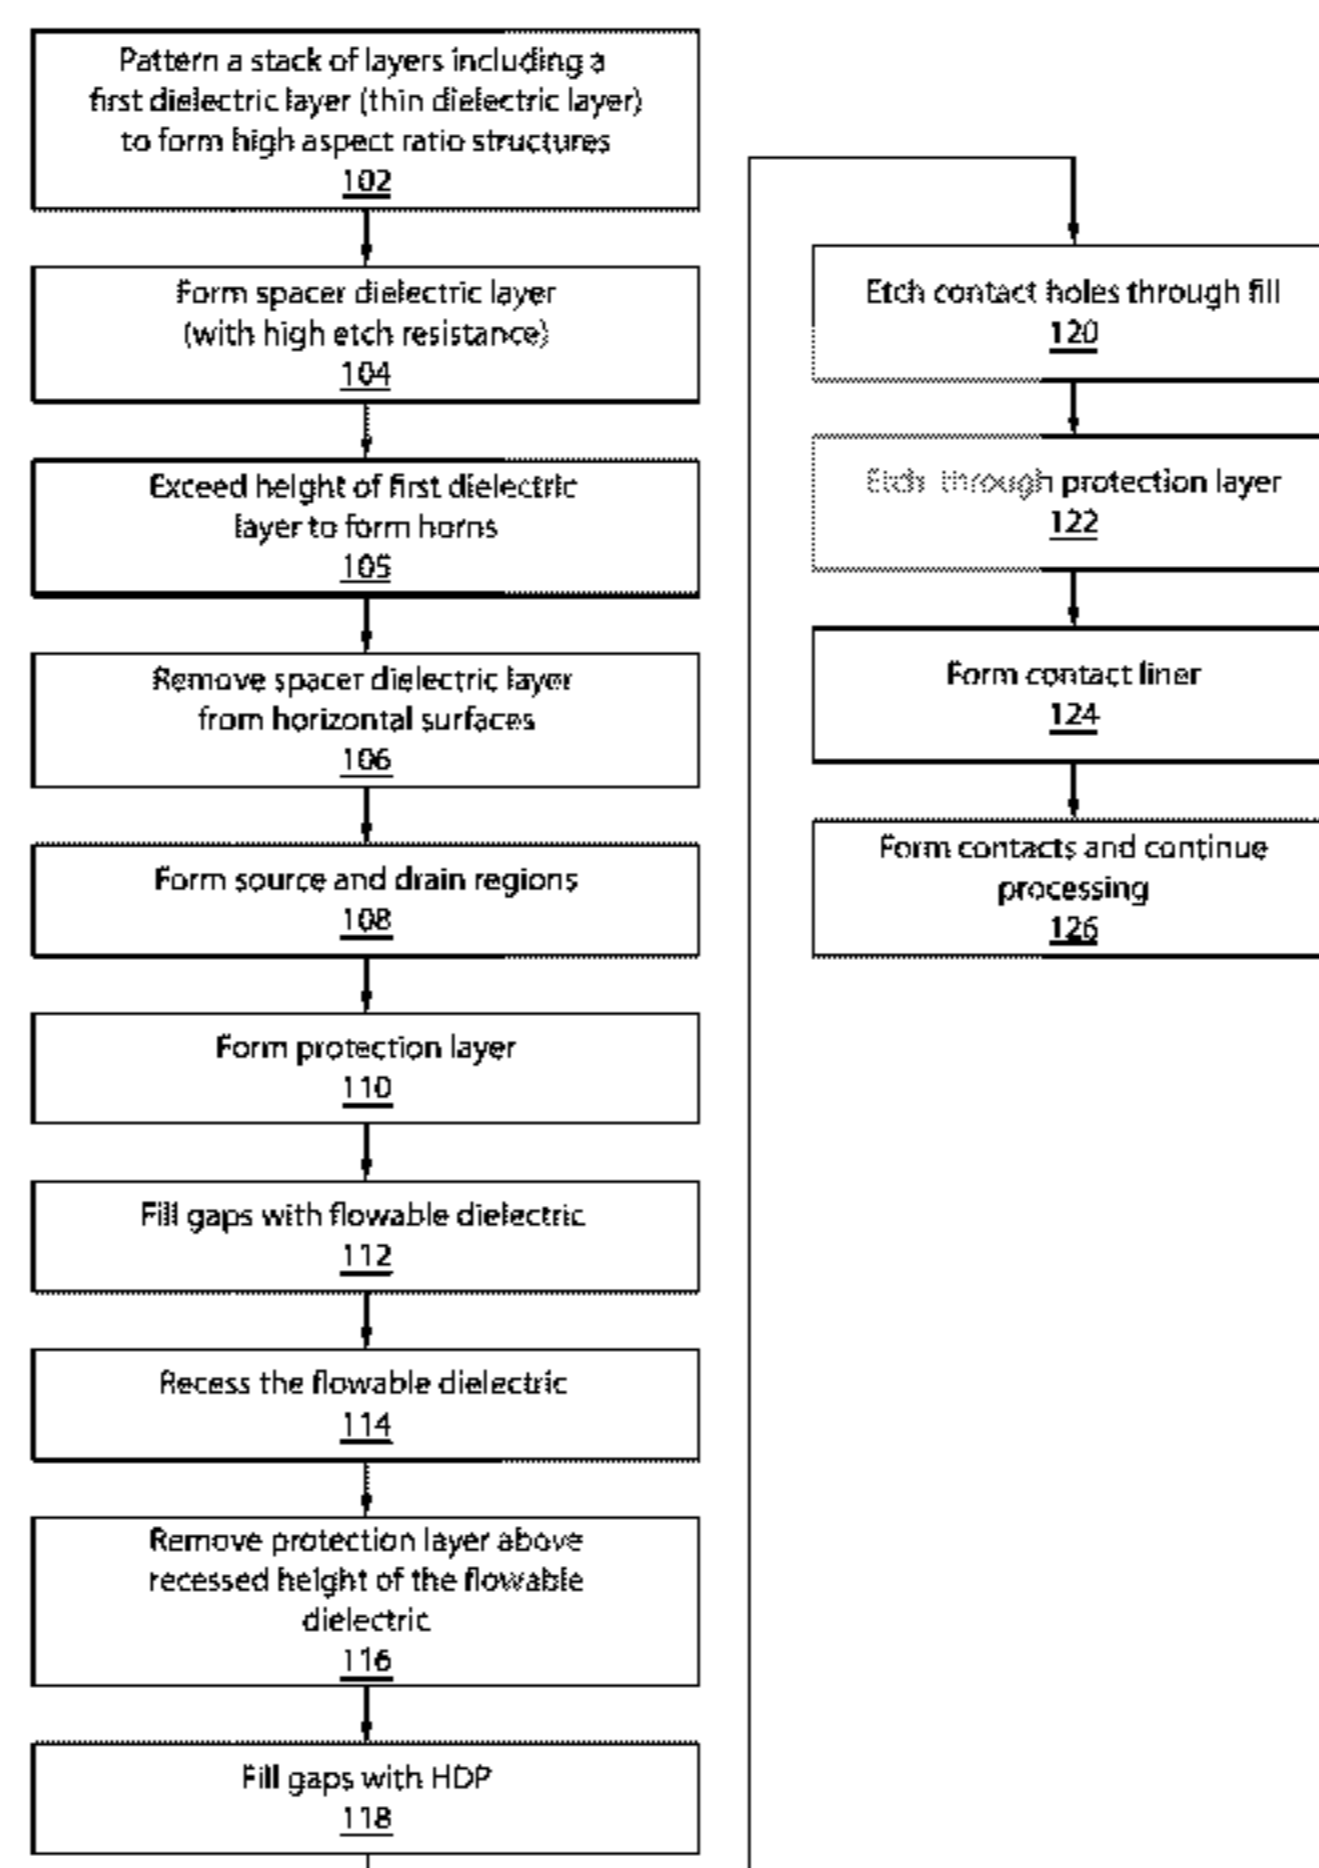 Pattern a stack of layers including a
first dielectric layer (thin dielectric layer)
to form high aspect ratio structures
102
Form spacer dielectric layer
(with high etch resistance)
104
Exceed height of first dielectric
layer to form horns
105
Remove spacer dielectric layer
from horizontal surfaces
106
Form source and drain regions
108
Form protection layer
110
Fill gaps with flowable dielectric
112
Recess the flowable dielectric
114
Remove protection layer above
recessed height of the flowable
dielectric
116
Fill gaps with HDP
118
Etch contact holes through fill
120
Etch through protection layer
122
Form contact liner
124
Form contacts and continue
processing
126